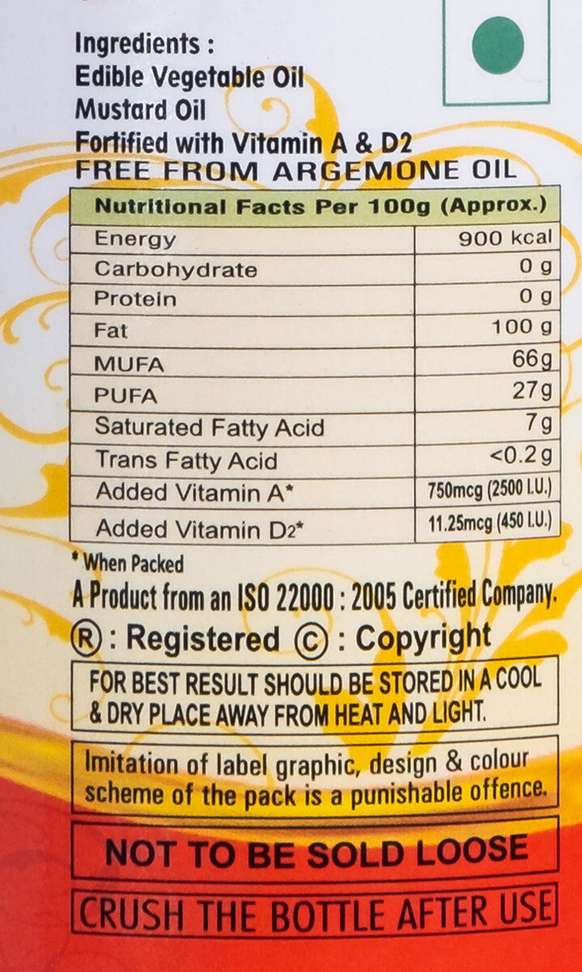 Ingredients :
Edible Vegetable Oil
Mustard Oil
Fortified with Vitamin A & D2
FREE FROM ARGEMONE OIL
Nutritional Facts Per 100g (Approx.)
Energy 900 kcal
Carbohydrate 0 g
Protein 0 g
Fat 100 g
MUFA 66g
PUFA 27g
Saturated Fatty Acid 7g
Trans Fatty Acid <0.2g
Added Vitamin A* 750mcg (2500 I.U.)
Added Vitamin D2* 11.25mcg (450 I.U.)
* When Packed
A Product from an ISO 22000 : 2005 Certified Company.
® : Registered © : Copyright
FOR BEST RESULT SHOULD BE STORED IN A COOL
& DRY PLACE AWAY FROM HEAT AND LIGHT.
Imitation of label graphic, design & colour
scheme of the pack is a punishable offence.
NOT TO BE SOLD LOOSE
CRUSH THE BOTTLE AFTER USE